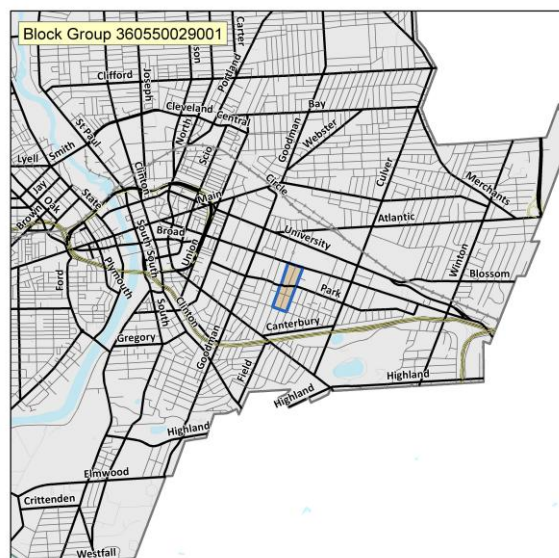 Block Group 360550029001
Carter
Portland
Joseph
Clifford
Cleveland
Central
Bay
North
Scio
Goodman
Webster
St Paul
Smith
Lyell
Clinton
Circle
Culver
Merchants
Jay
State
Oak
Brown
Main
Atlantic
Broad
Union
University
Winton
South
South
Blossom
Ford
Plymouth
Park
South
Clinton
Canterbury
Gregory
Goodman
Field
Highland
Highland
Highland
Elmwood
Crittenden
Westfall